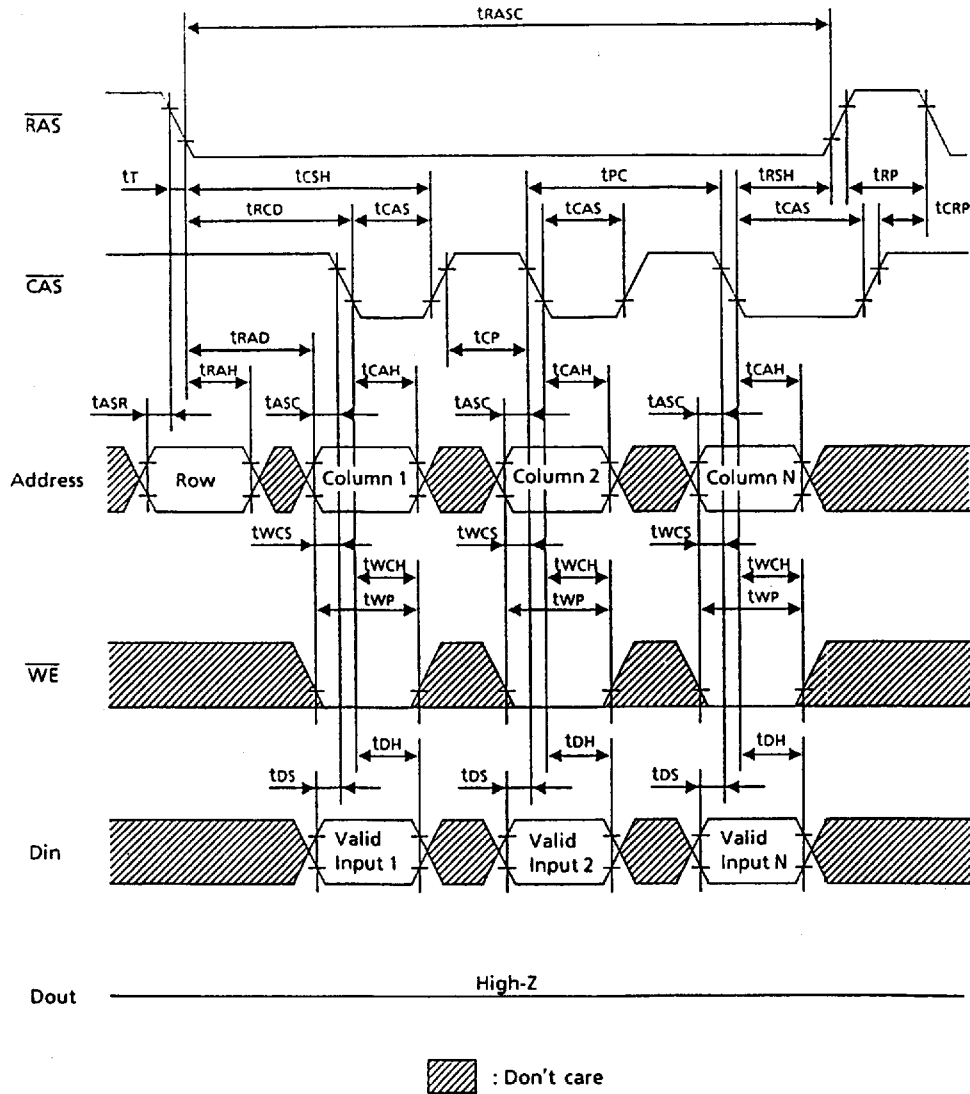 tRASC
RAS
tT
tCSH
tPC
tRSH
tRP
tRCD
tCAS
tCAS
tCAS
tCRP
CAS
tRAD
tCP
tRAH
tCAH
tCAH
tCAH
tASR
tASC
tASC
tASC
Address
Row
Column 1
Column 2
Column N
tWCS
tWCS
tWCS
tWCH
tWCH
tWCH
tWP
tWP
tWP
WE
tDH
tDH
tDH
tDS
tDS
tDS
Din
Valid
Input 1
Valid
Input 2
Valid
Input N
High-Z
Dout
: Don't care